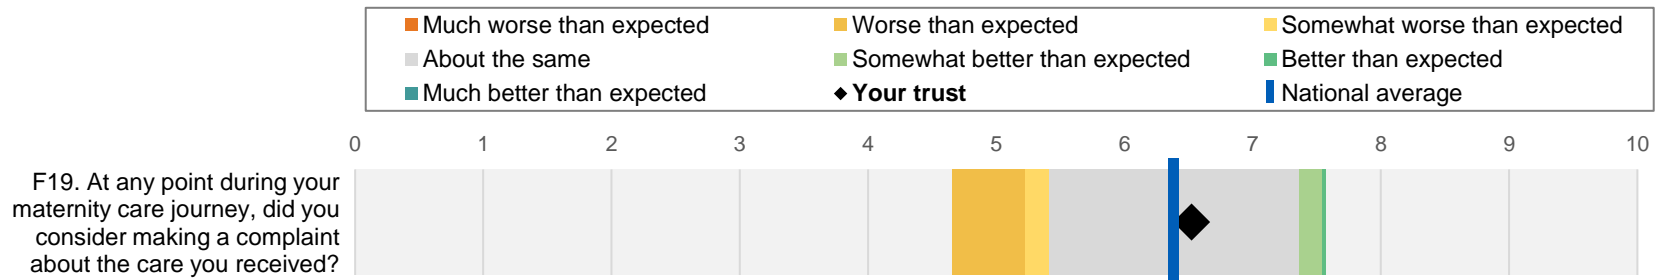 Much worse than expected
Worse than expected
Somewhat worse than expected
About the same
Somewhat better than expected
Better than expected
Much better than expected
Your trust
National average
0 1 2 3 4 5 6 7 8 9 10
F19. At any point during your
maternity care journey, did you
consider making a complaint
about the care you received?